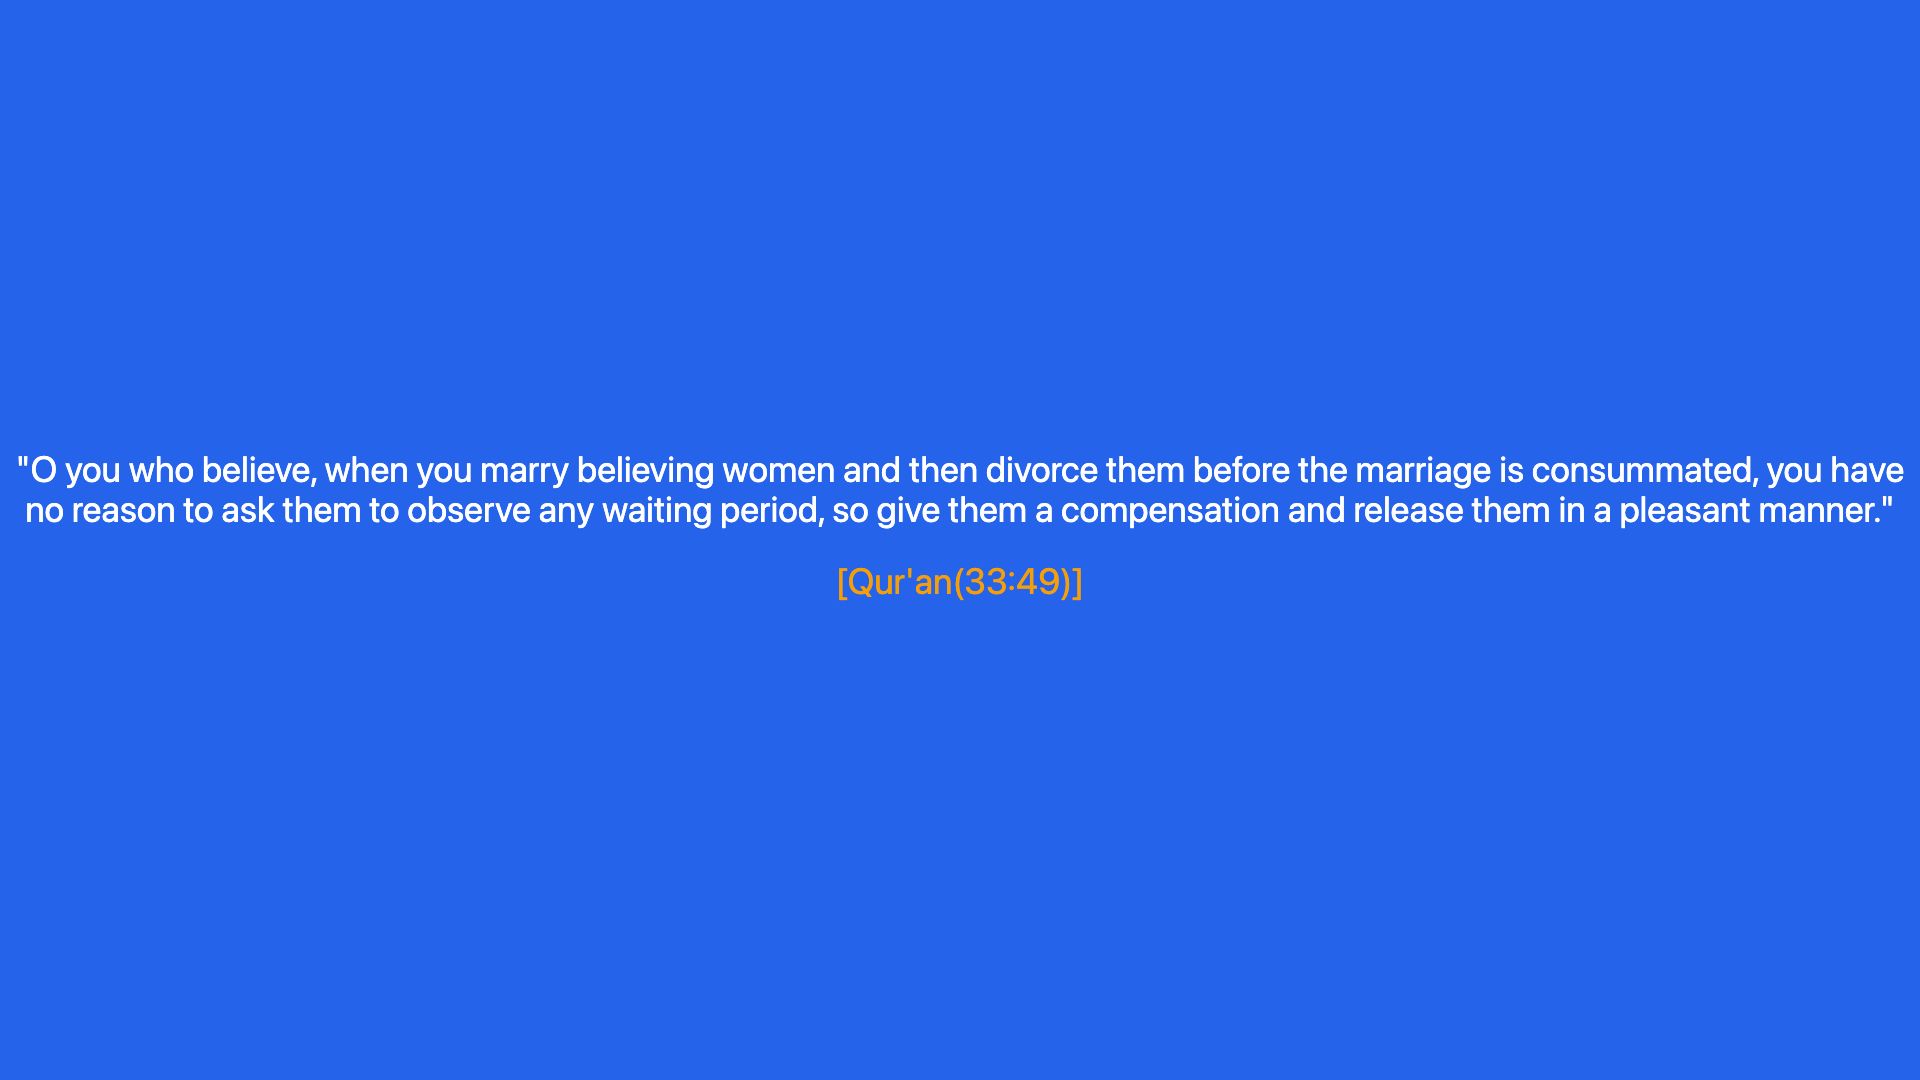 "O you who believe, when you marry believing women and then divorce them before the marriage is consummated, you have
no reason to ask them to observe any waiting period, so give them a compensation and release them in a pleasant manner."
[Qur'an(33:49)]